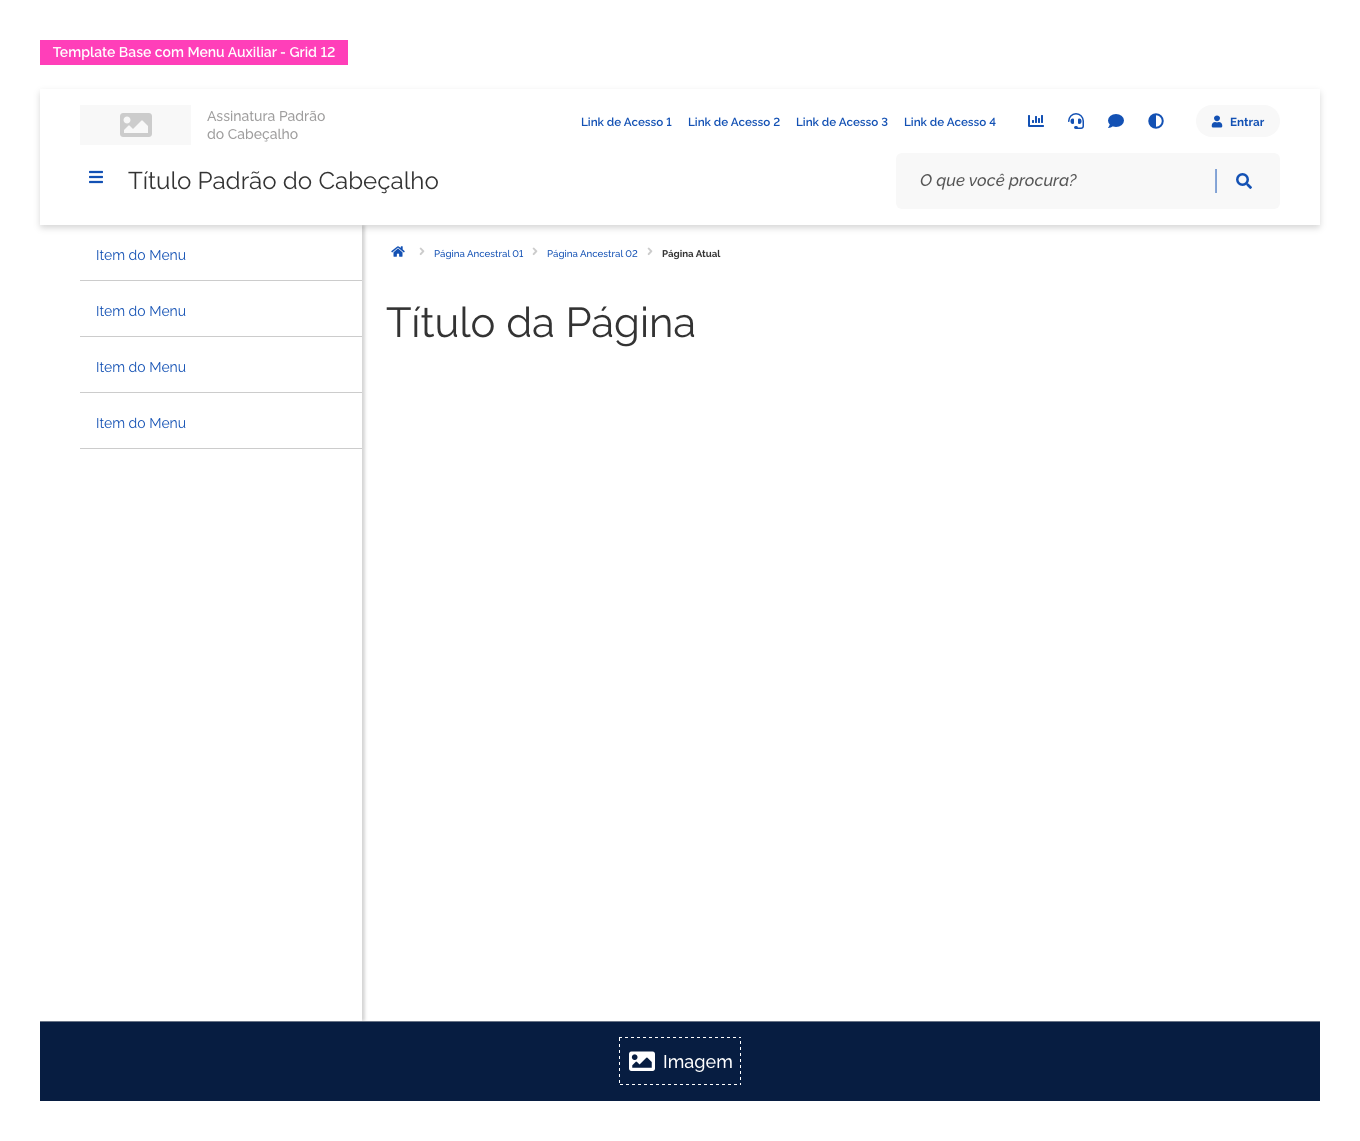 Template Base com Menu Auxiliar - Grid 12
Assinatura Padrão
do Cabeçalho
Link de Acesso 1 Link de Acesso 2 Link de Acesso 3 Link de Acesso 4 Entrar
Título Padrão do Cabeçalho
O que você procura?
Item do Menu
Item do Menu
Item do Menu
Item do Menu
Página Ancestral 01 Página Ancestral 02 Página Atual
Título da Página
Imagem